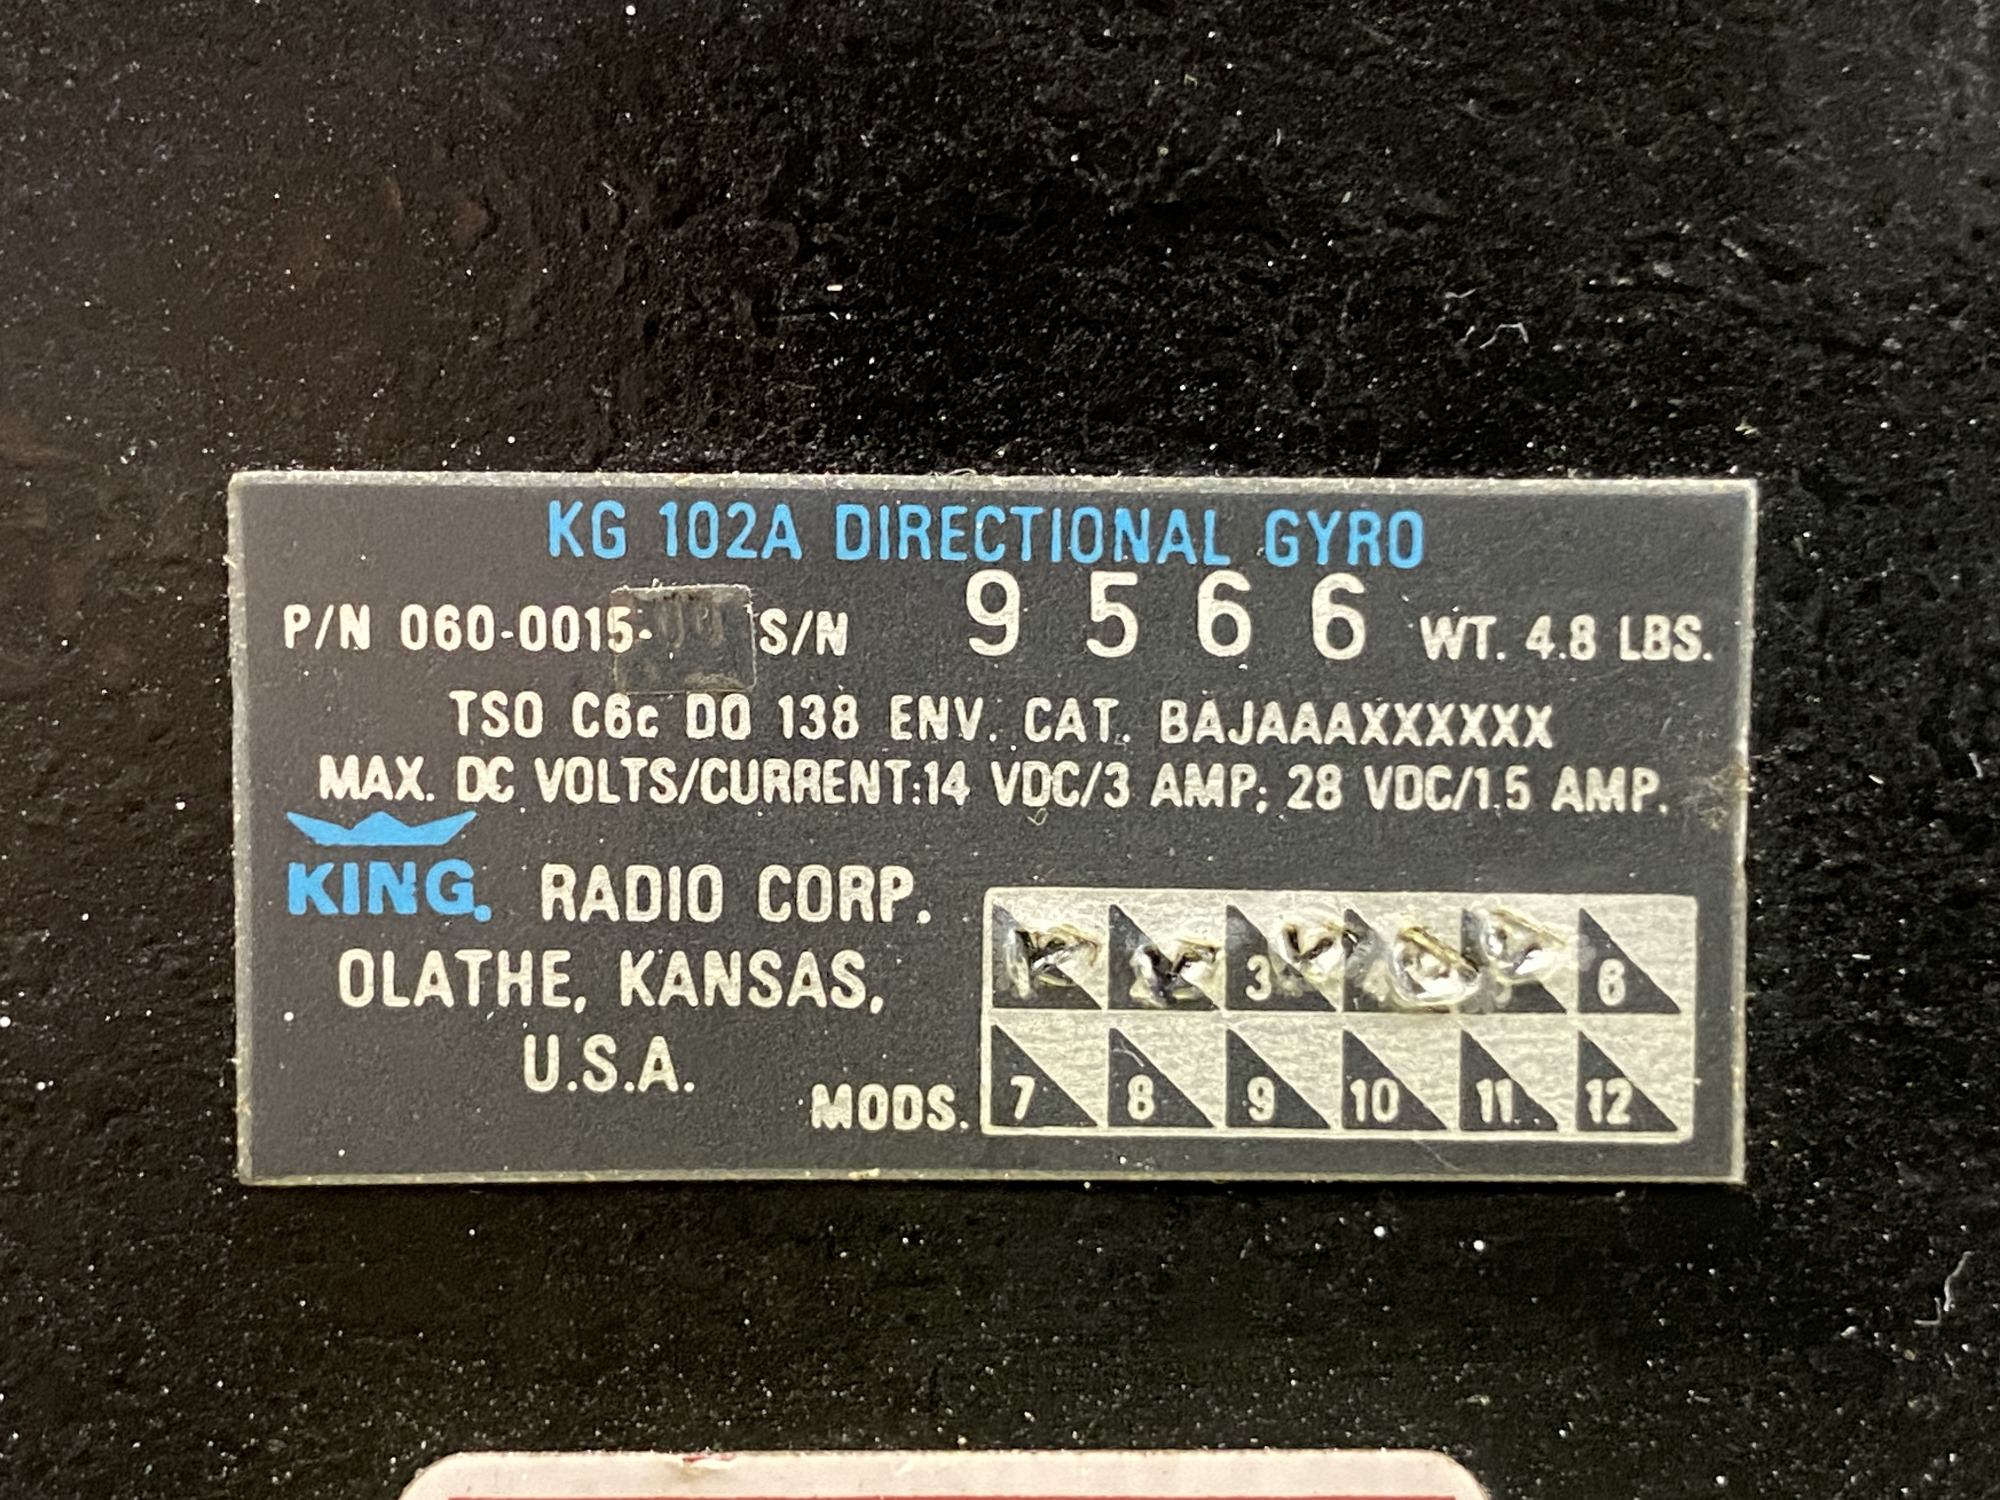 KG 102A DIRECTIONAL GYRO
P/N 060-0015- S/N 9566 WT. 4.8 LBS.
TSO C6c DO 138 ENV. CAT. BAJAAAXXXXXX
MAX. DC VOLTS/CURRENT:14 VDC/3 AMP; 28 VDC/1.5 AMP.
KING. RADIO CORP.
OLATHE, KANSAS,
U.S.A.
MODS.
3 6
7 8 9 10 11 12